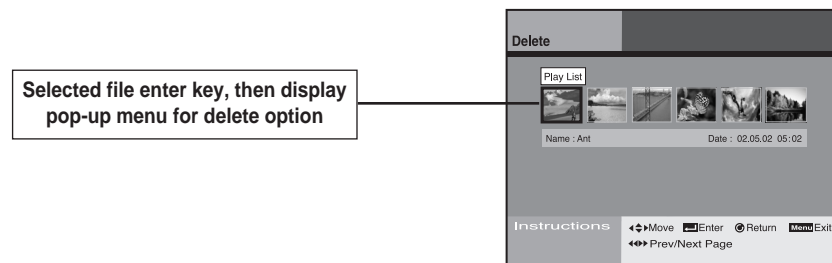 Delete
Selected file enter key, then display
pop-up menu for delete option
Play List
Name : Ant Date : 02.05.02 05:02
Instructions Move Enter Return Menu Exit
Prev/Next Page